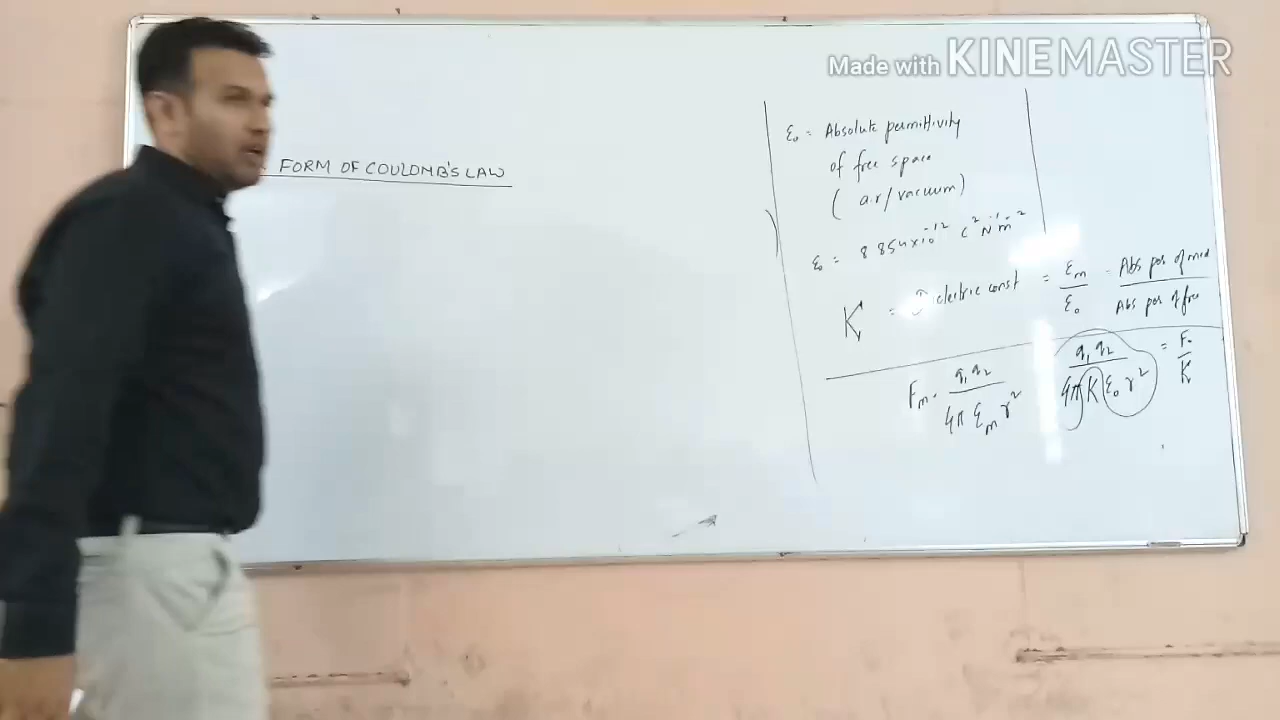 Made with KINEMASTER
FORM OF COULOMB'S LAW
ε₀ = Absolute permittivity
of free space
( air/vacuum)
ε₀ = 8.854×10⁻¹² C² N⁻¹ m⁻²
K = Dielectric const = εm/ε₀ = Abs per of med / Abs per of free
Fm = q₁q₂ / 4π εm r² q₁q₂ / 4π K ε₀ r² = F₀/K